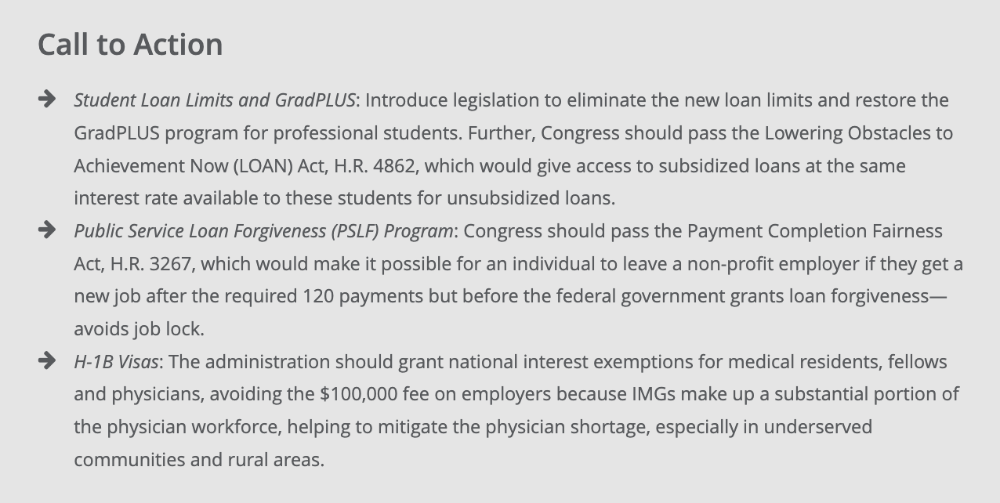 Call to Action
→ Student Loan Limits and GradPLUS: Introduce legislation to eliminate the new loan limits and restore the
GradPLUS program for professional students. Further, Congress should pass the Lowering Obstacles to
Achievement Now (LOAN) Act, H.R. 4862, which would give access to subsidized loans at the same
interest rate available to these students for unsubsidized loans.
→ Public Service Loan Forgiveness (PSLF) Program: Congress should pass the Payment Completion Fairness
Act, H.R. 3267, which would make it possible for an individual to leave a non-profit employer if they get a
new job after the required 120 payments but before the federal government grants loan forgiveness—
avoids job lock.
→ H-1B Visas: The administration should grant national interest exemptions for medical residents, fellows
and physicians, avoiding the $100,000 fee on employers because IMGs make up a substantial portion of
the physician workforce, helping to mitigate the physician shortage, especially in underserved
communities and rural areas.